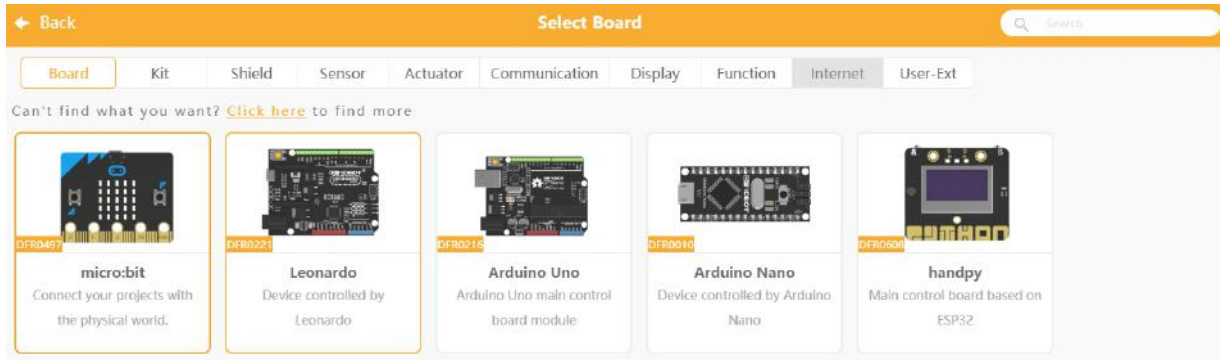 Back
Select Board
Search
Board Kit Shield Sensor Actuator Communication Display Function Internet User-Ext
Can't find what you want? Click here to find more
DFR0497
DFR0221
DFR0216
DFR0010
DFR0608
micro:bit
Connect your projects with
the physical world.
Leonardo
Device controlled by
Leonardo
Arduino Uno
Arduino Uno main control
board module
Arduino Nano
Device controlled by Arduino
Nano
handpy
Main control board based on
ESP32